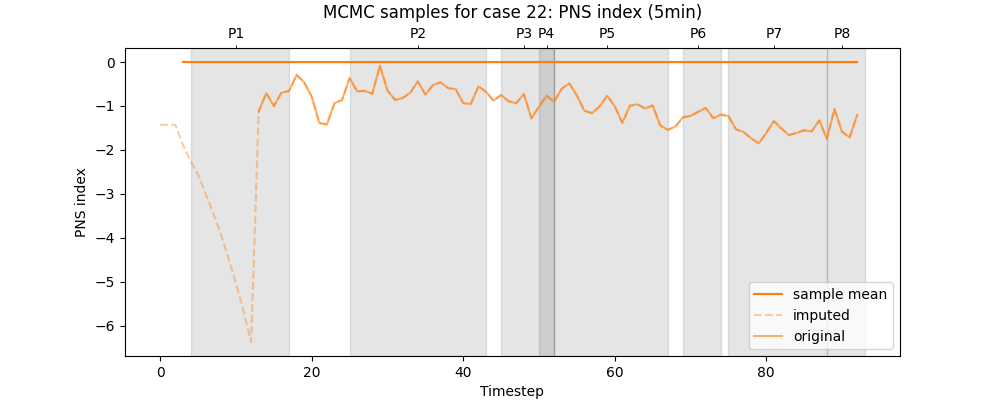 MCMC samples for case 22: PNS index (5min)
P1 P2 P3 P4 P5 P6 P7 P8
0
−1
−2
−3
−4
−5
−6
PNS index
sample mean
imputed
original
0 20 40 60 80
Timestep